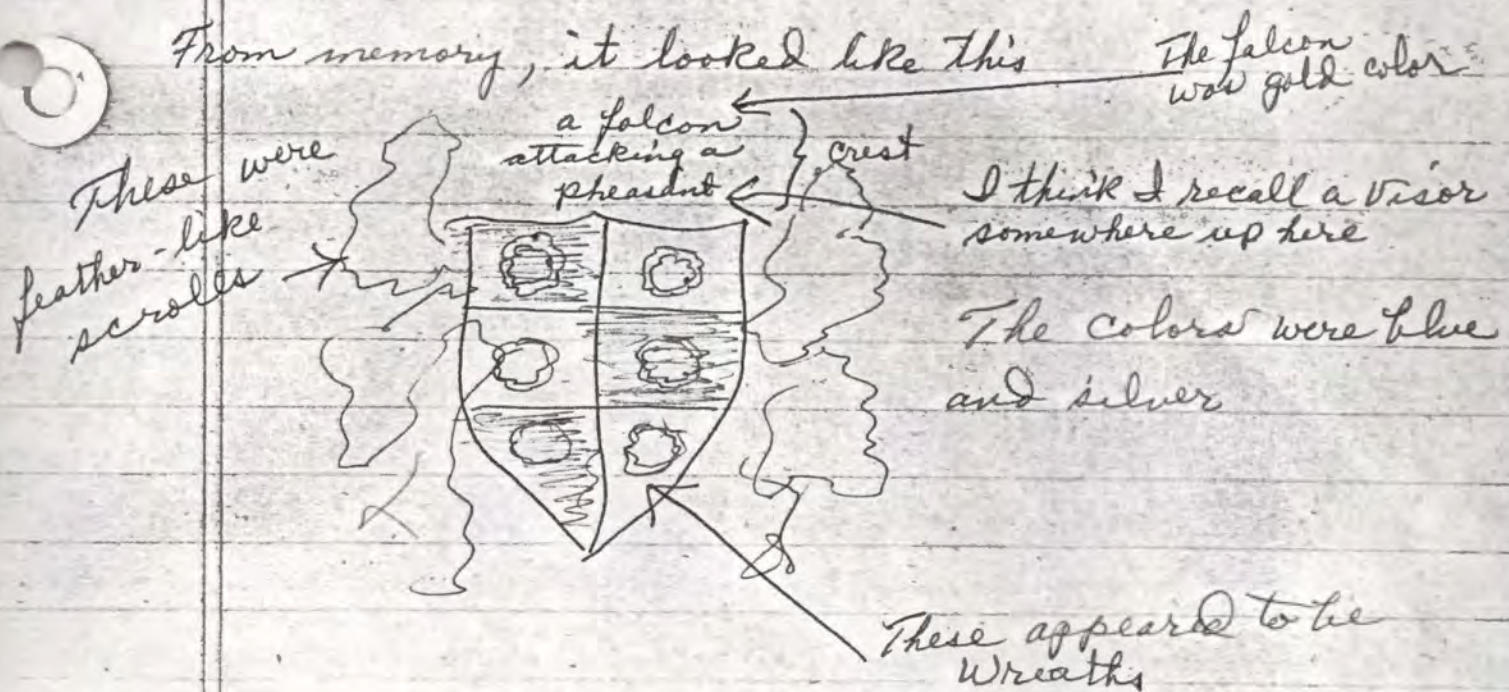 From memory, it looked like this
The falcon
was gold color
a falcon
attacking a
pheasant
crest
These were
feather-like
scrolls
I think I recall a visor
somewhere up here
The colors were blue
and silver
These appeared to be
Wreaths